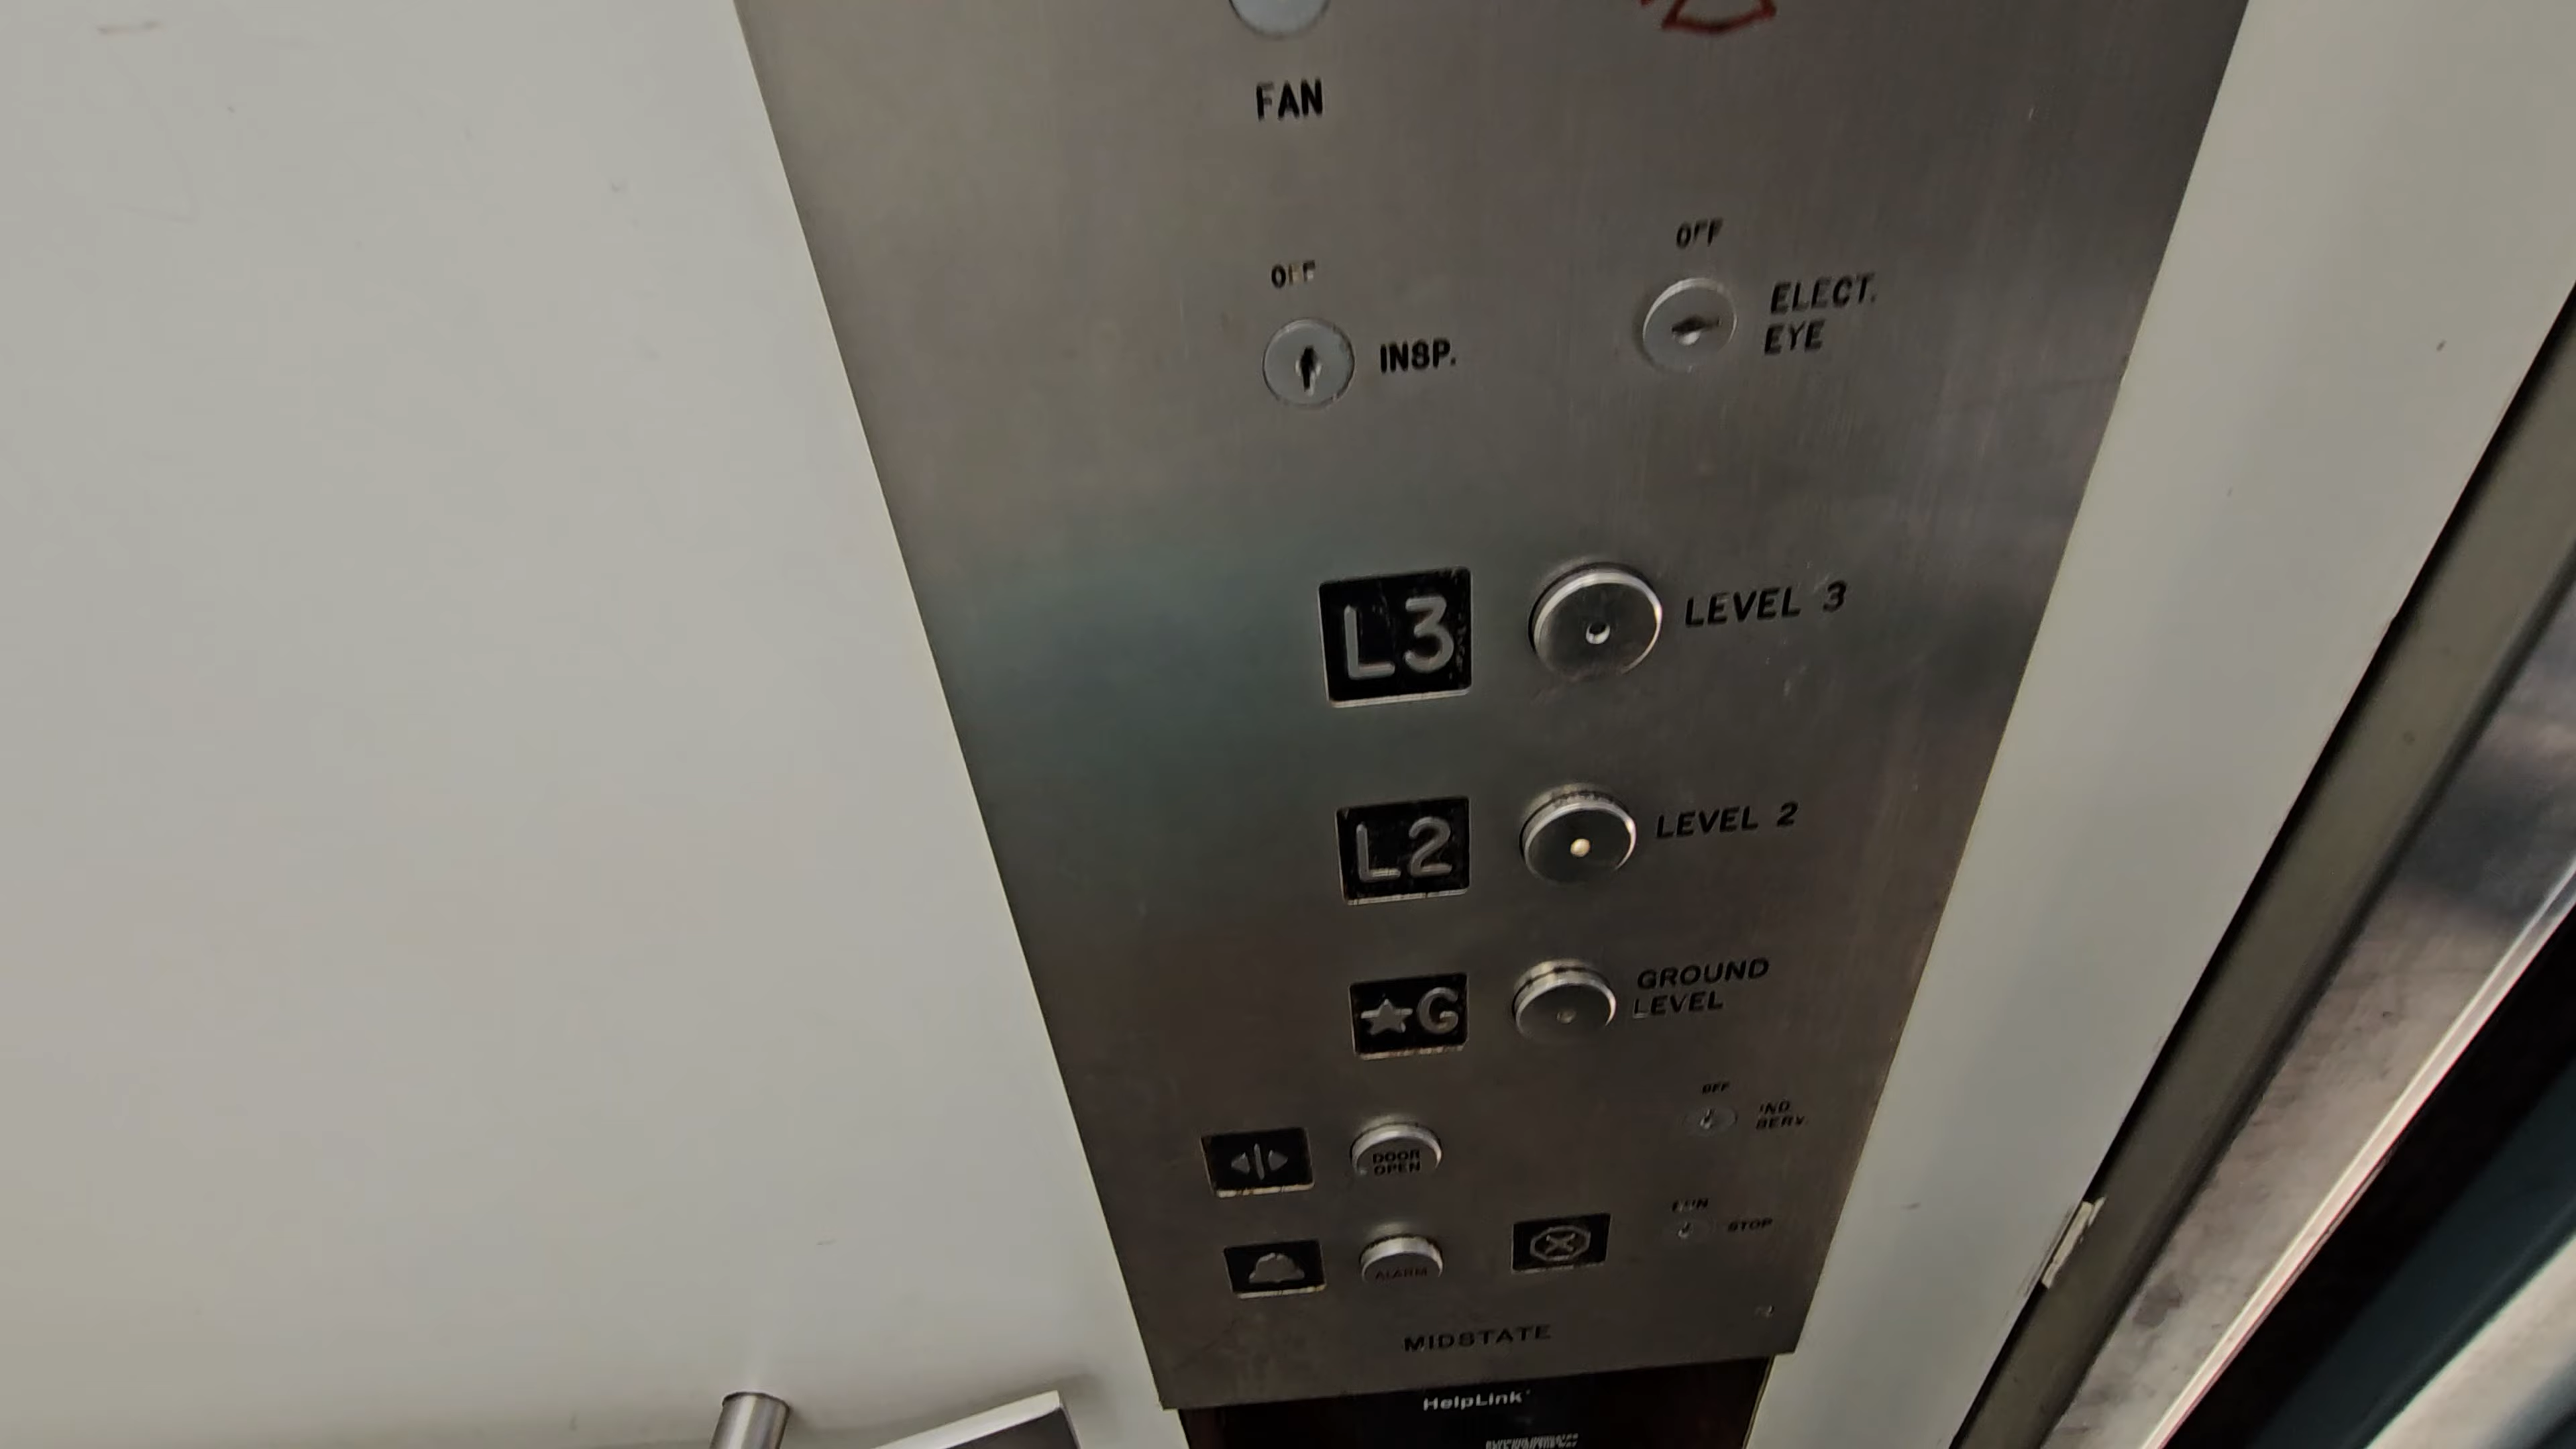 FAN
OFF
INSP.
OFF
ELECT.
EYE
L3
LEVEL 3
L2
LEVEL 2
★G
GROUND
LEVEL
DOOR
OPEN
OFF
IND.
SERV.
ALARM
RUN
STOP
MIDSTATE
HelpLink